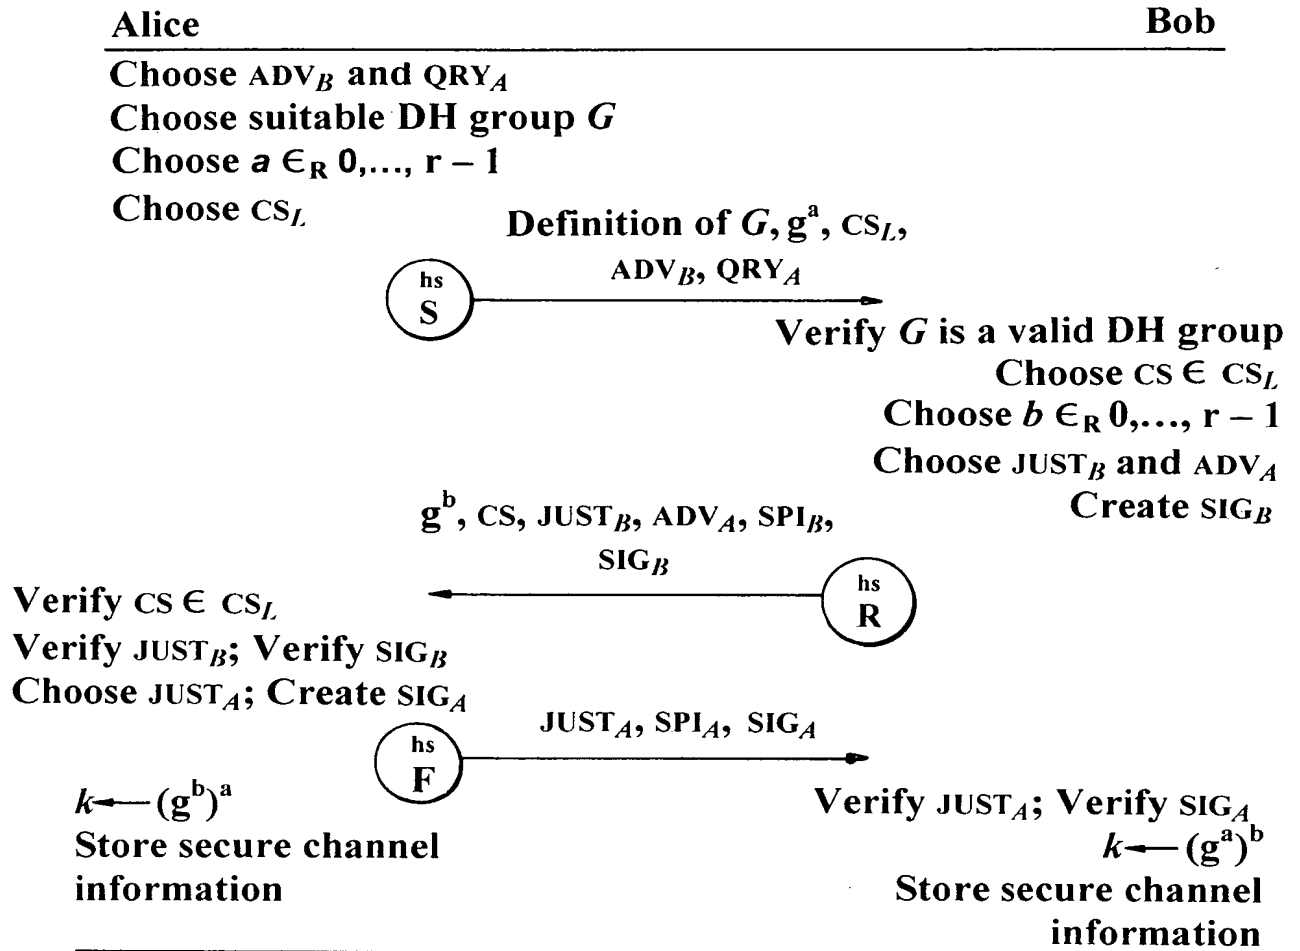 Alice Bob
Choose ADV_B and QRY_A
Choose suitable DH group G
Choose a ∈_R 0,..., r – 1
Choose CS_L
Definition of G, g^a, CS_L,
ADV_B, QRY_A
hs
S
Verify G is a valid DH group
Choose CS ∈ CS_L
Choose b ∈_R 0,..., r – 1
Choose JUST_B and ADV_A
Create SIG_B
g^b, CS, JUST_B, ADV_A, SPI_B,
SIG_B
hs
R
Verify CS ∈ CS_L
Verify JUST_B; Verify SIG_B
Choose JUST_A; Create SIG_A
JUST_A, SPI_A, SIG_A
hs
F
k ← (g^b)^a
Store secure channel
information
Verify JUST_A; Verify SIG_A
k ← (g^a)^b
Store secure channel
information